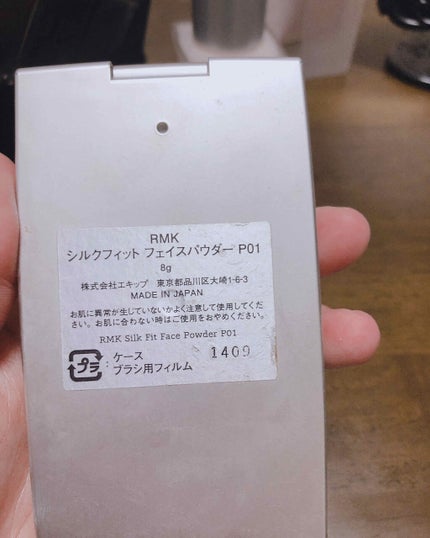 RMK
シルクフィット フェイスパウダー P01
8g
株式会社エキップ 東京都品川区大崎1-6-3
MADE IN JAPAN
お肌に異常が生じていないかよく注意して使用してくだ
さい。お肌に合わない時はご使用をおやめください。
RMK Silk Fit Face Powder P01
プラ : ケース 1409
ブラシ用フィルム